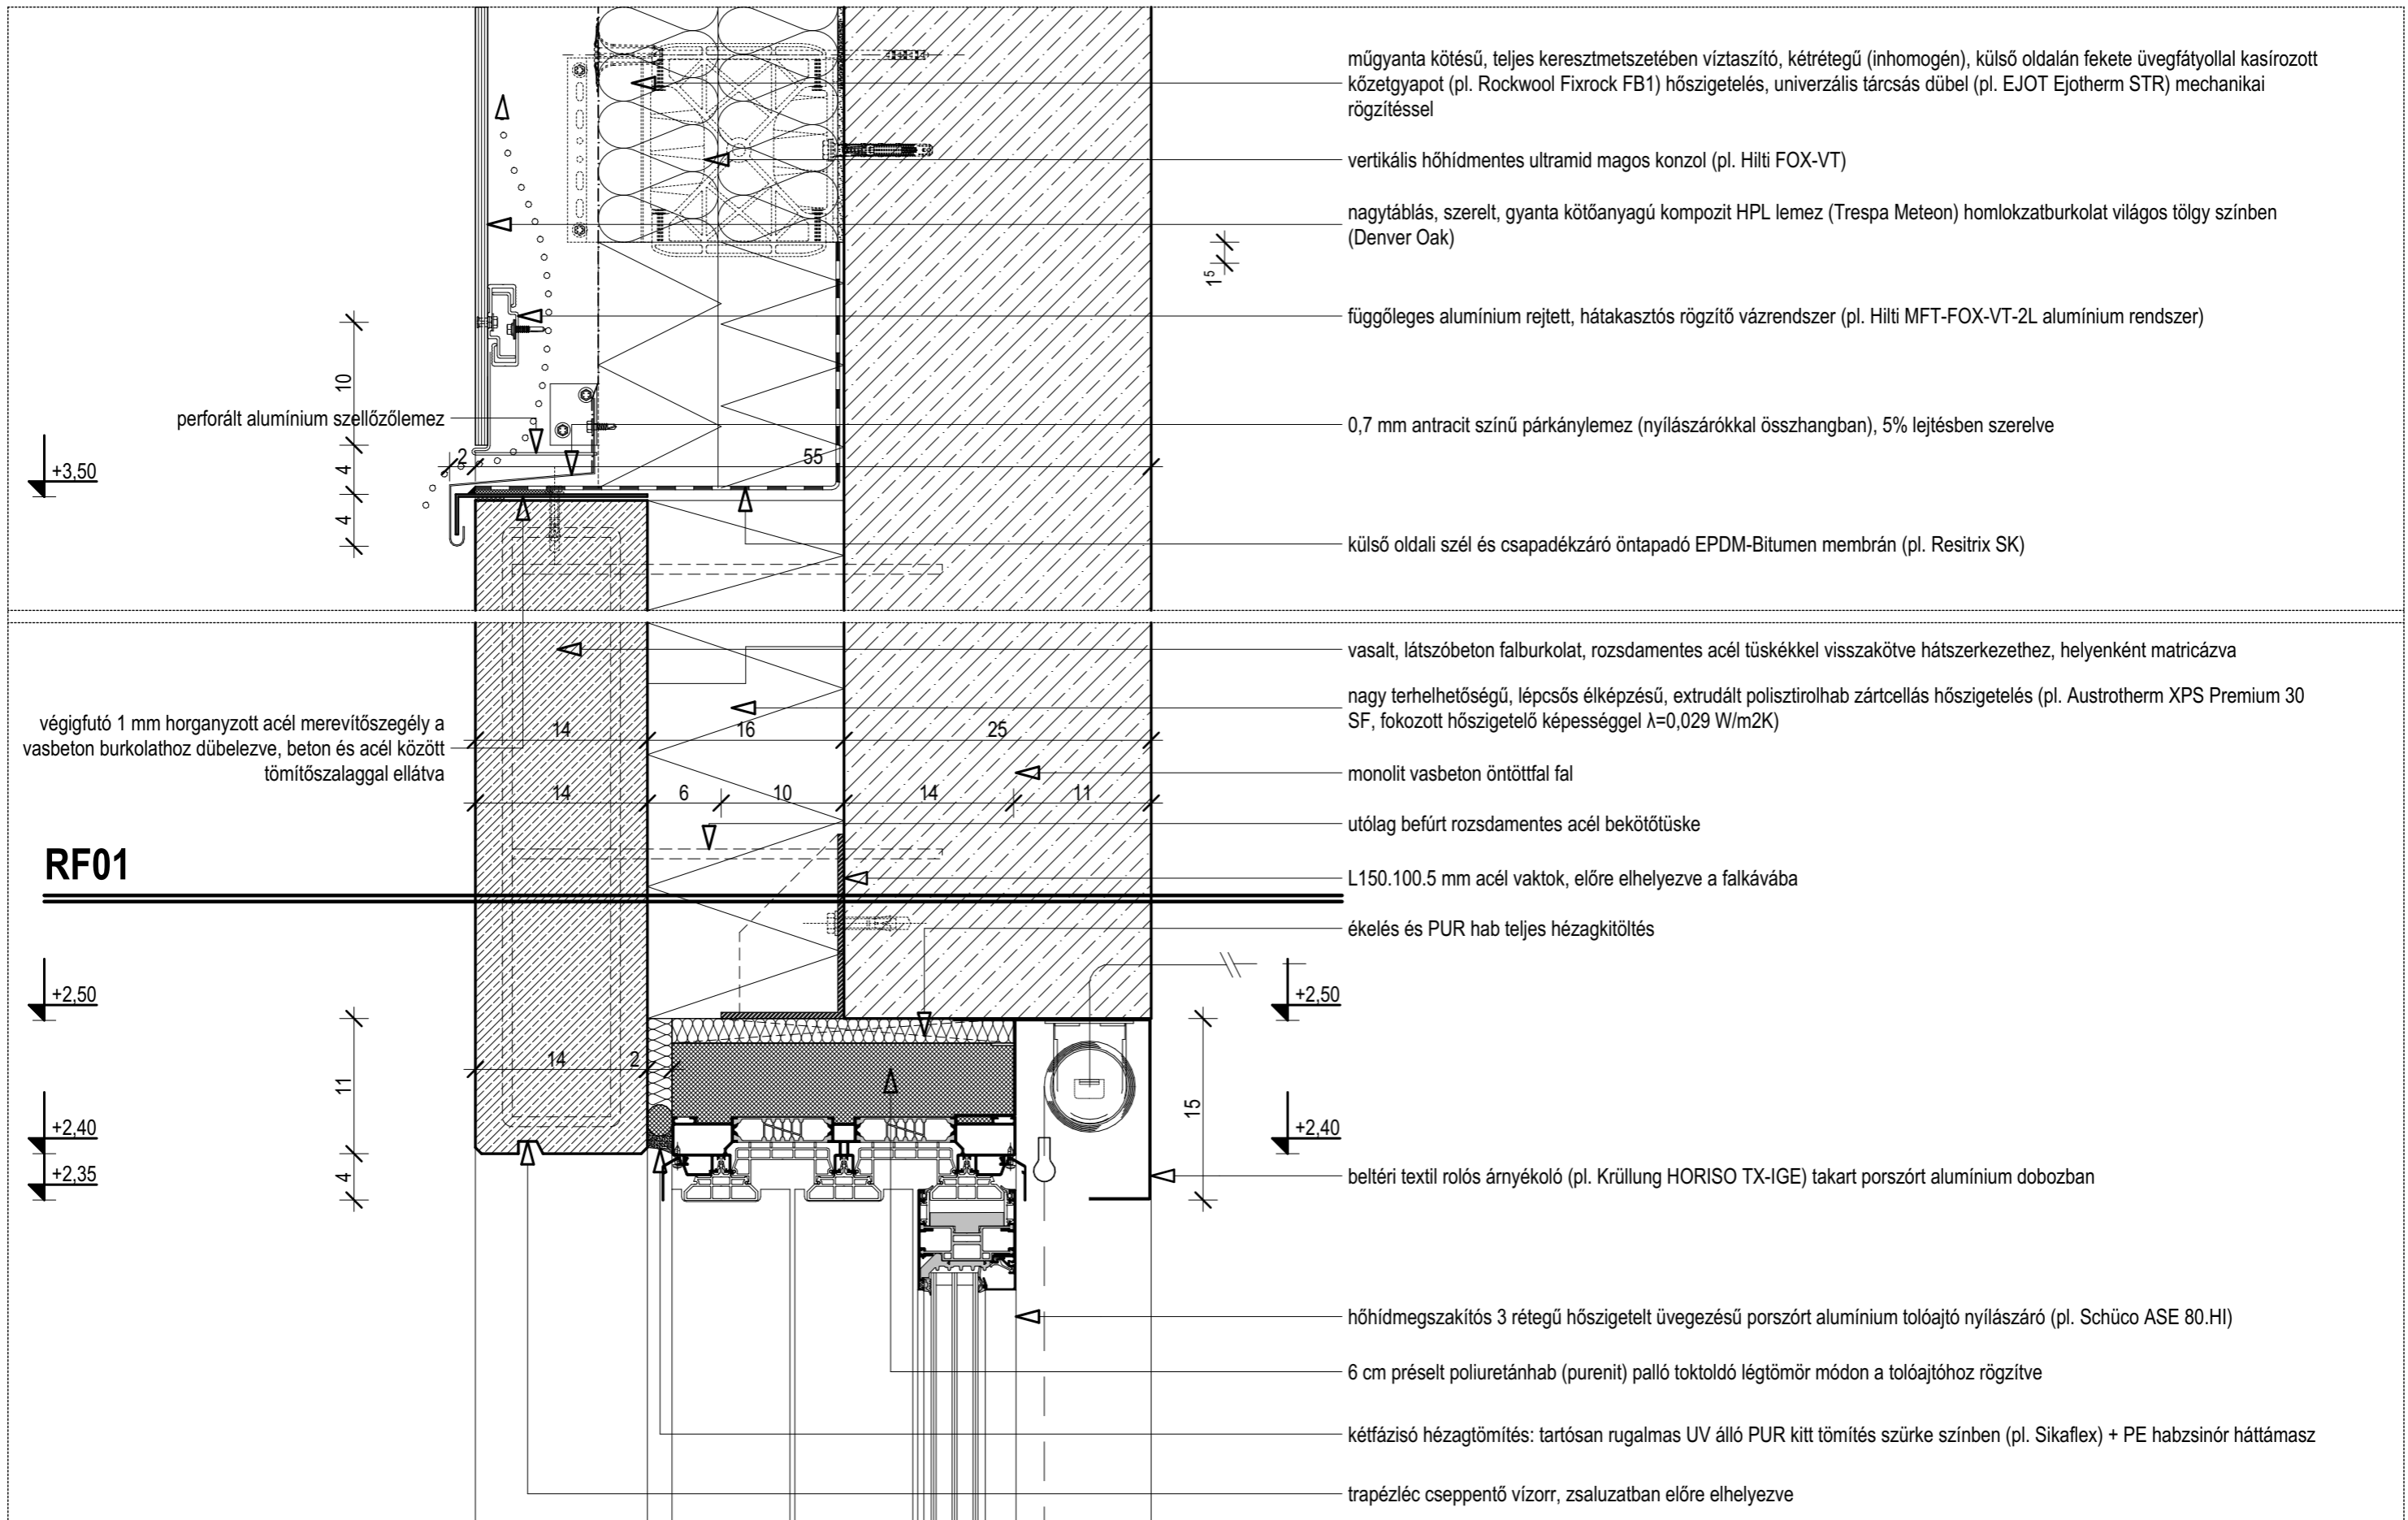 műgyanta kötésű, teljes keresztmetszetében víztaszító, kétrétegű (inhomogén), külső oldalán fekete üvegfátyollal kasírozott
kőzetgyapot (pl. Rockwool Fixrock FB1) hőszigetelés, univerzális tárcsás dübel (pl. EJOT Ejotherm STR) mechanikai
rögzítéssel
vertikális hőhídmentes ultramid magos konzol (pl. Hilti FOX-VT)
nagytáblás, szerelt, gyanta kötőanyagú kompozit HPL lemez (Trespa Meteon) homlokzatburkolat világos tölgy színben
(Denver Oak)
1⁵
függőleges alumínium rejtett, hátakasztós rögzítő vázrendszer (pl. Hilti MFT-FOX-VT-2L alumínium rendszer)
10
perforált alumínium szellőzőlemez
0,7 mm antracit színű párkánylemez (nyílászárókkal összhangban), 5% lejtésben szerelve
2
55
+3,50
4
4
külső oldali szél és csapadékzáró öntapadó EPDM-Bitumen membrán (pl. Resitrix SK)
vasalt, látszóbeton falburkolat, rozsdamentes acél tüskékkel visszakötve hátszerkezethez, helyenként matricázva
nagy terhelhetőségű, lépcsős élképzésű, extrudált polisztirolhab zártcellás hőszigetelés (pl. Austrotherm XPS Premium 30
SF, fokozott hőszigetelő képességgel λ=0,029 W/m2K)
végigfutó 1 mm horganyzott acél merevítőszegély a
vasbeton burkolathoz dübelezve, beton és acél között
tömítőszalaggal ellátva
14
16
25
monolit vasbeton öntöttfal fal
14
6
10
14
11
utólag befúrt rozsdamentes acél bekötőtüske
RF01
L150.100.5 mm acél vaktok, előre elhelyezve a falkávába
ékelés és PUR hab teljes hézagkitöltés
+2,50
+2,50
14
2
11
15
+2,40
+2,40
+2,35
4
beltéri textil rolós árnyékoló (pl. Krüllung HORISO TX-IGE) takart porszórt alumínium dobozban
hőhídmegszakítós 3 rétegű hőszigetelt üvegezésű porszórt alumínium tolóajtó nyílászáró (pl. Schüco ASE 80.HI)
6 cm préselt poliuretánhab (purenit) palló toktoldó légtömör módon a tolóajtóhoz rögzítve
kétfázisó hézagtömítés: tartósan rugalmas UV álló PUR kitt tömítés szürke színben (pl. Sikaflex) + PE habzsinór háttámasz
trapézléc cseppentő vízorr, zsaluzatban előre elhelyezve